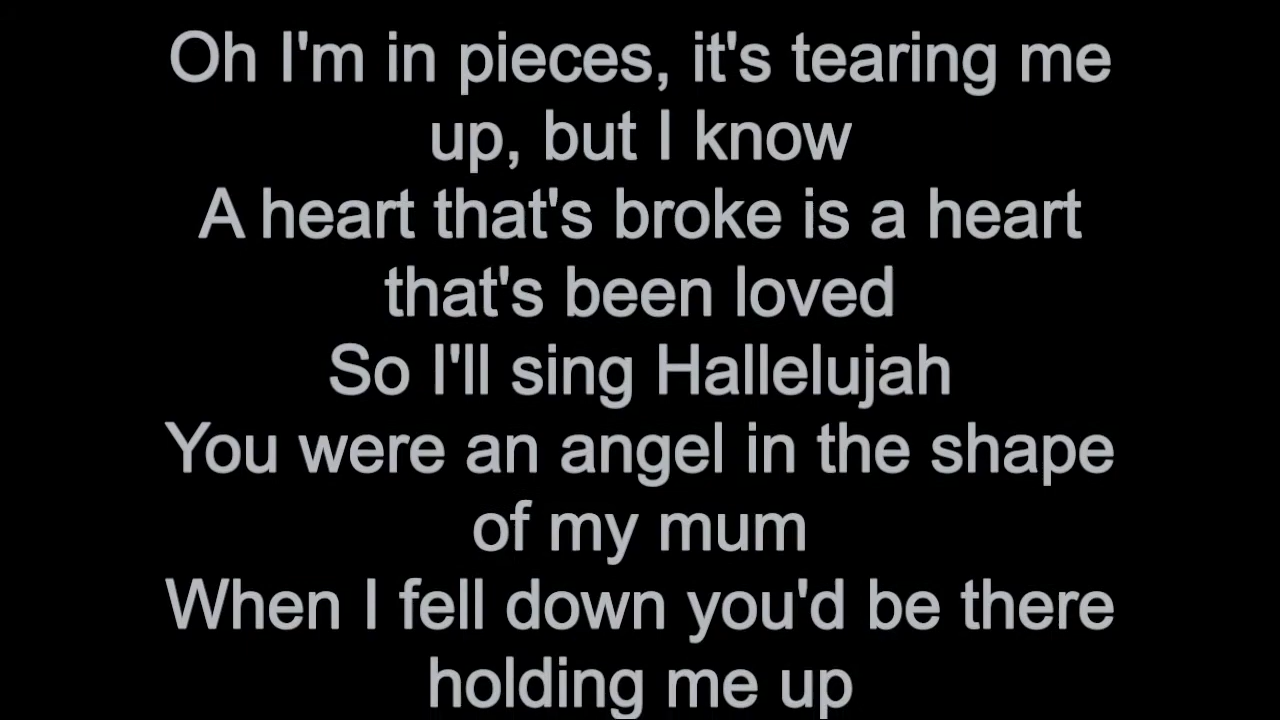 Oh I'm in pieces, it's tearing me
up, but I know
A heart that's broke is a heart
that's been loved
So I'll sing Hallelujah
You were an angel in the shape
of my mum
When I fell down you'd be there
holding me up